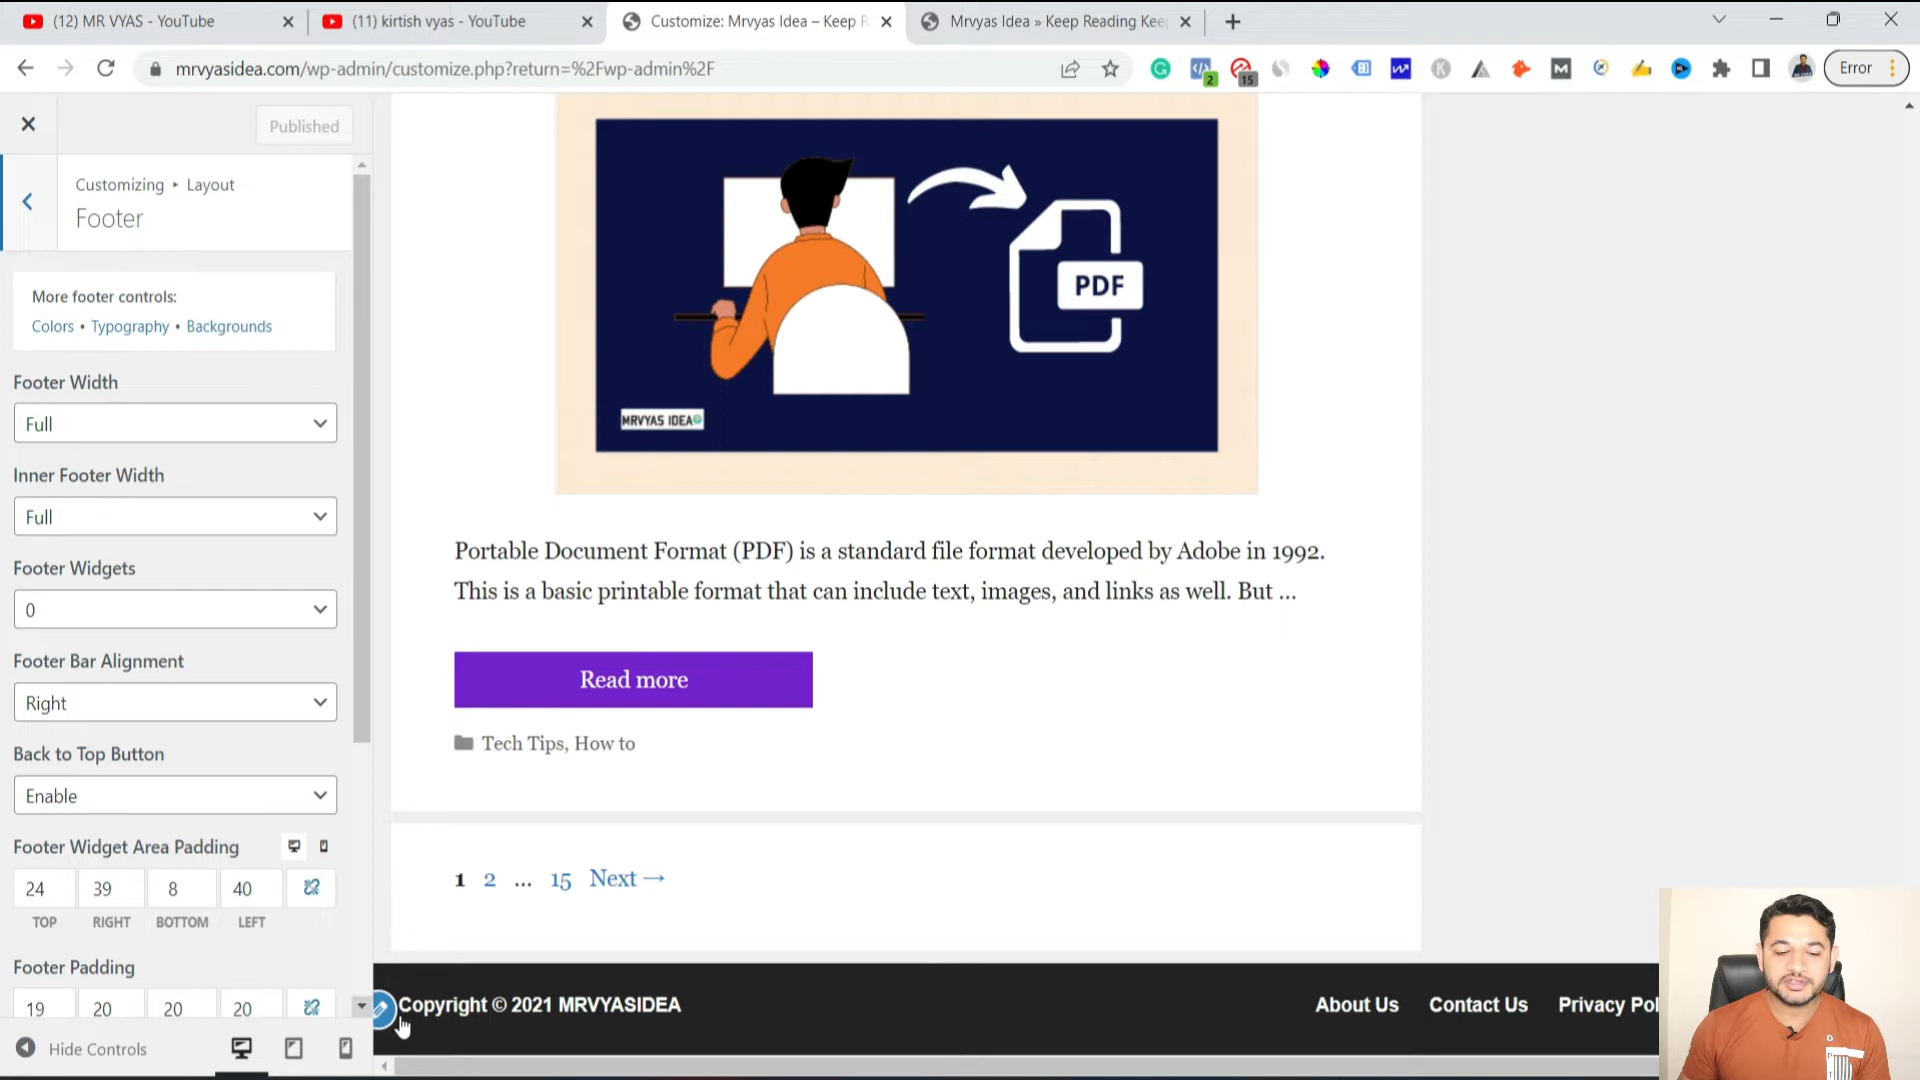 (12) MR VYAS - YouTube
(11) kirtish vyas - YouTube
Customize: Mrvyas Idea – Keep R
Mrvyas Idea » Keep Reading Kee
mrvyasidea.com/wp-admin/customize.php?return=%2Fwp-admin%2F
2
15
Error
Published
Customizing ▸ Layout
Footer
More footer controls:
Colors • Typography • Backgrounds
Footer Width
Full
Inner Footer Width
Full
Footer Widgets
0
Footer Bar Alignment
Right
Back to Top Button
Enable
Footer Widget Area Padding
24 39 8 40
TOP RIGHT BOTTOM LEFT
Footer Padding
19 20 20 20
Hide Controls
PDF
MRVYAS IDEA
Portable Document Format (PDF) is a standard file format developed by Adobe in 1992.
This is a basic printable format that can include text, images, and links as well. But ...
Read more
Tech Tips, How to
1 2 … 15 Next →
Copyright © 2021 MRVYASIDEA
About Us Contact Us Privacy Pol